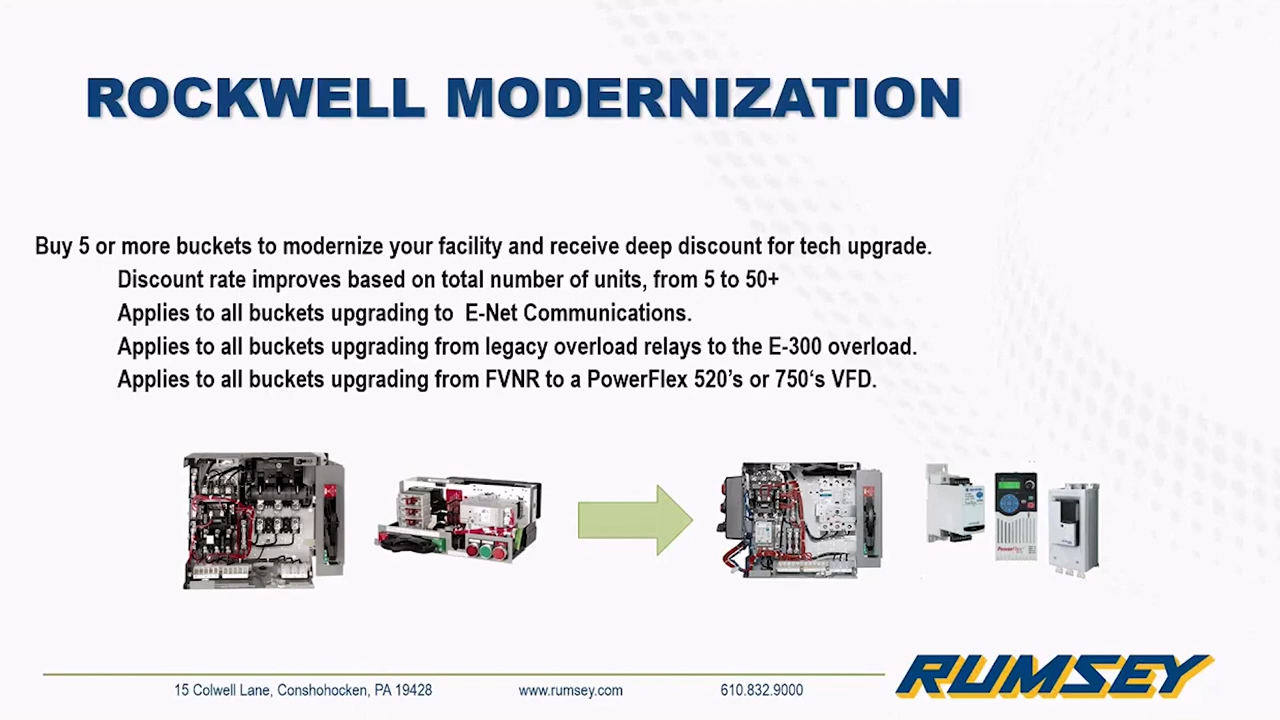 ROCKWELL MODERNIZATION
Buy 5 or more buckets to modernize your facility and receive deep discount for tech upgrade.
Discount rate improves based on total number of units, from 5 to 50+
Applies to all buckets upgrading to  E-Net Communications.
Applies to all buckets upgrading from legacy overload relays to the E-300 overload.
Applies to all buckets upgrading from FVNR to a PowerFlex 520’s or 750‘s VFD.
PowerFlex
15 Colwell Lane, Conshohocken, PA 19428
www.rumsey.com
610.832.9000
RUMSEY